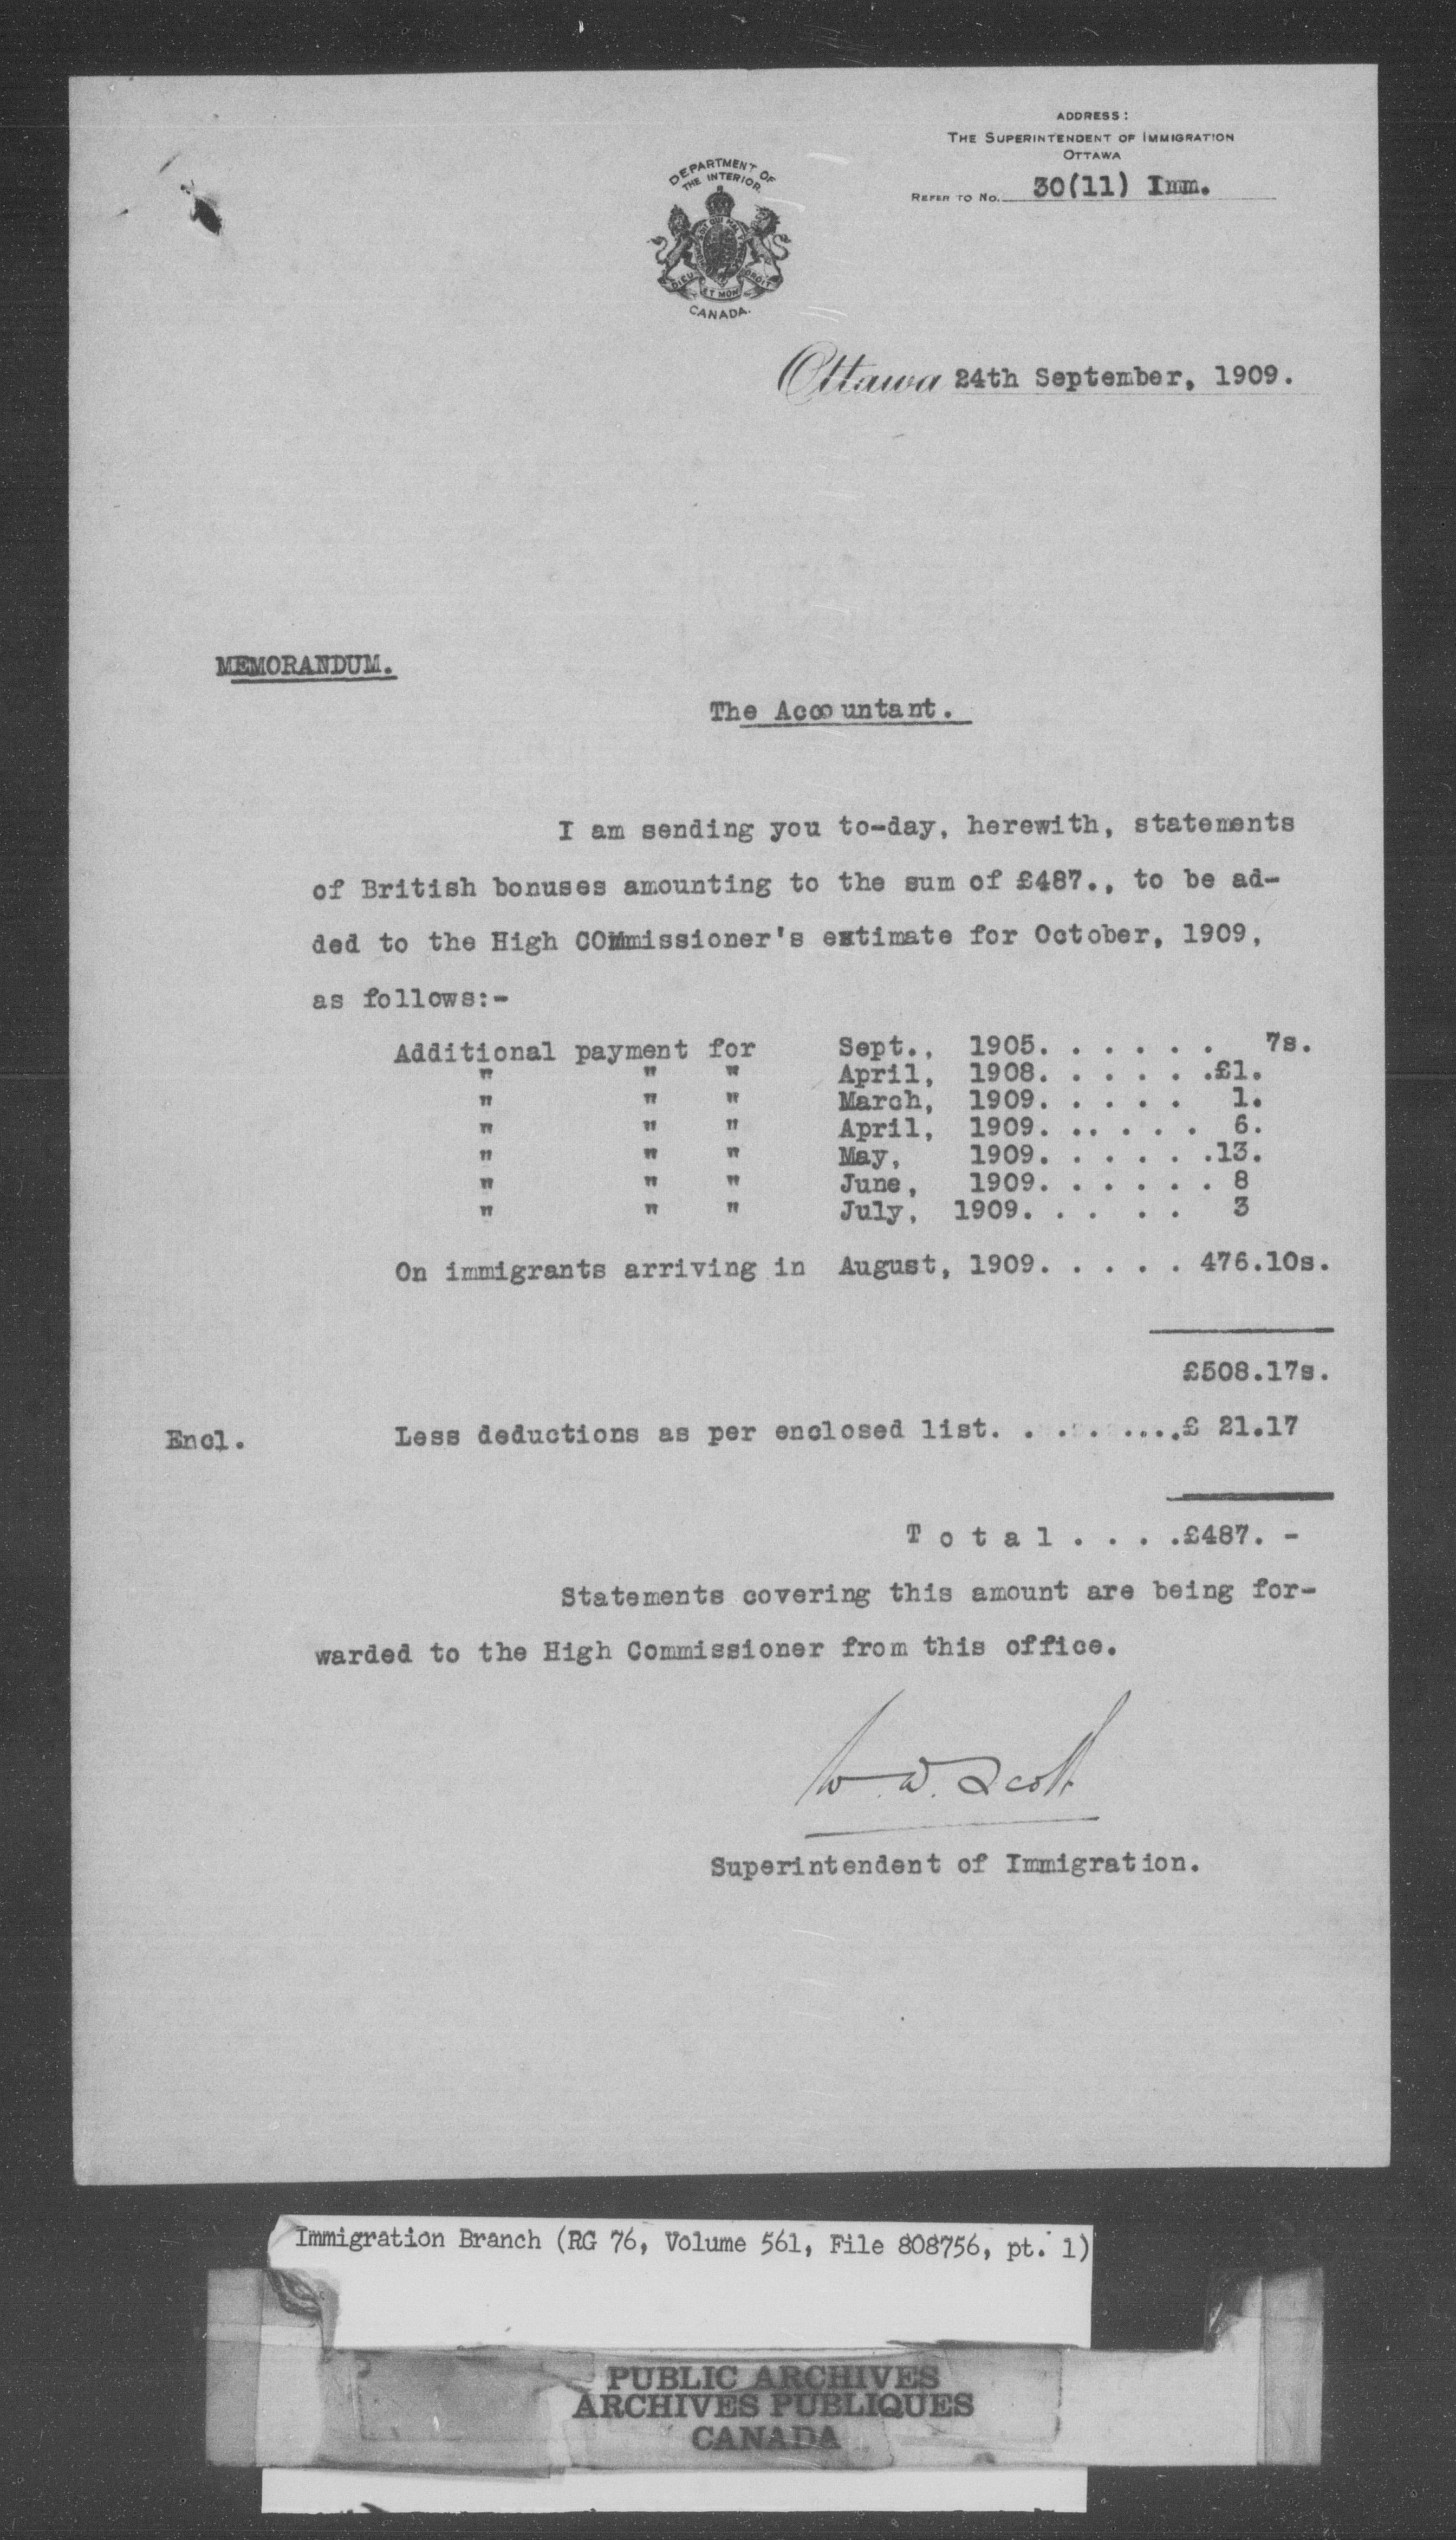 ADDRESS:
THE SUPERINTENDENT OF IMMIGRATION
OTTAWA
REFER TO No. 30(11) Imm.
DEPARTMENT OF
THE INTERIOR.
DIEU ET MON DROIT
CANADA.
Ottawa 24th September, 1909.
MEMORANDUM.
The Accountant.
I am sending you to-day, herewith, statements
of British bonuses amounting to the sum of £487., to be ad-
ded to the High COMmissioner's estimate for October, 1909,
as follows:-
Additional payment for Sept., 1905. . . . . . . 7s.
" " " April, 1908. . . . . . .£1.
" " " March, 1909. . . . . 1.
" " " April, 1909. .. . . . . 6.
" " " May, 1909. . . . . . .13.
" " " June, 1909. . . . . . . 8
" " " July, 1909. . . . . 3
On immigrants arriving in August, 1909. . . . . 476.10s.
£508.17s.
Encl. Less deductions as per enclosed list. . . . . ....£ 21.17
T o t a l . . . .£487. -
Statements covering this amount are being for-
warded to the High Commissioner from this office.
W. W. Scott
Superintendent of Immigration.
Immigration Branch (RG 76, Volume 561, File 808756, pt. 1)
PUBLIC ARCHIVES
ARCHIVES PUBLIQUES
CANADA